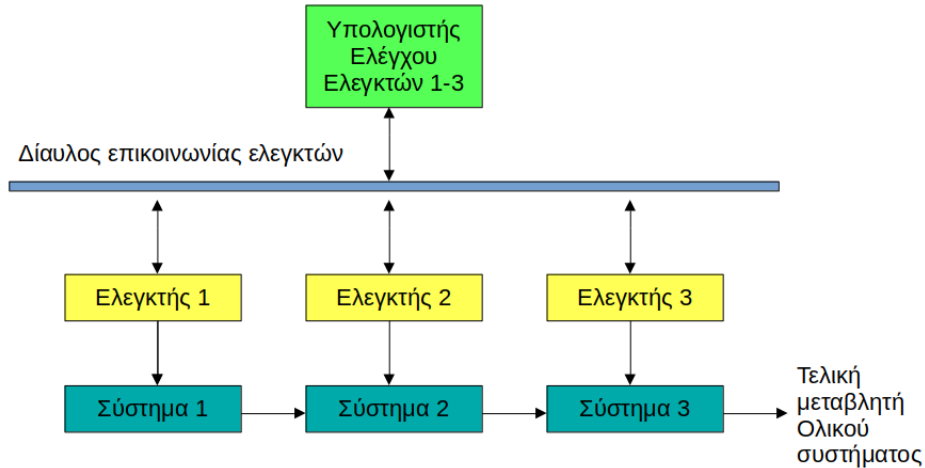 Υπολογιστής
Ελέγχου
Ελεγκτών 1-3
Δίαυλος επικοινωνίας ελεγκτών
Ελεγκτής 1
Ελεγκτής 2
Ελεγκτής 3
Σύστημα 1
Σύστημα 2
Σύστημα 3
Τελική
μεταβλητή
Ολικού
συστήματος